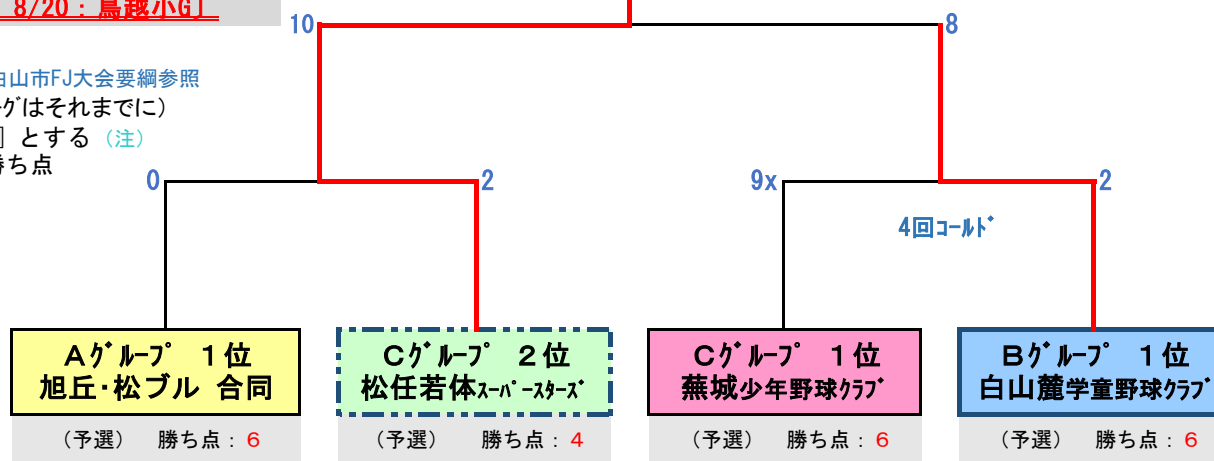 8/20：鳥越小G〕
10
8
白山市FJ大会要綱参照
ｰｸﾞはそれまでに）
］とする（注）
勝ち点
0
2
9x
2
4回ｺｰﾙﾄﾞ
Aｸﾞﾙｰﾌﾟ 1位
旭丘･松ブル 合同
（予選） 勝ち点：6
Cｸﾞﾙｰﾌﾟ 2位
松任若体ｽｰﾊﾟｰｽﾀｰｽﾞ
（予選） 勝ち点：4
Cｸﾞﾙｰﾌﾟ 1位
蕪城少年野球ｸﾗﾌﾞ
（予選） 勝ち点：6
Bｸﾞﾙｰﾌﾟ 1位
白山麓学童野球ｸﾗﾌﾞ
（予選） 勝ち点：6